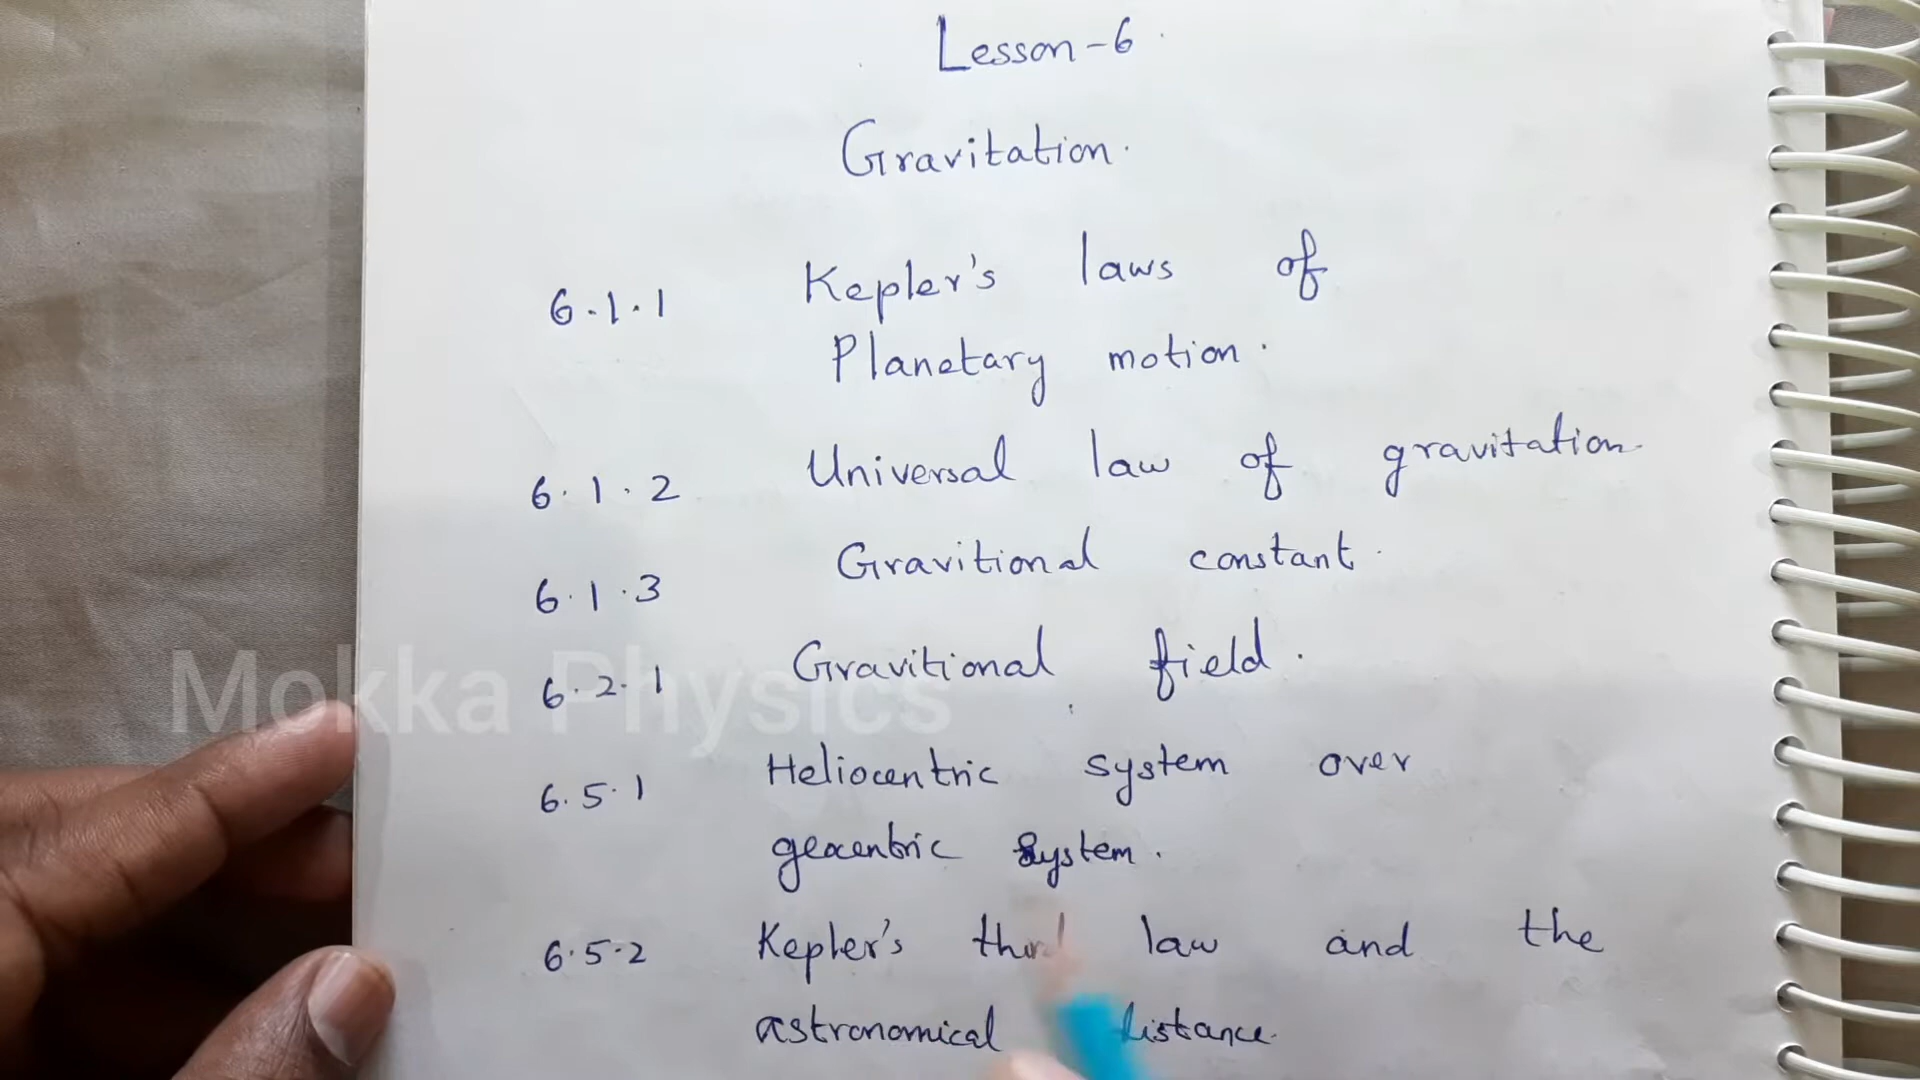 Lesson-6
Gravitation.
6.1.1 Kepler's laws of
Planetary motion.
6.1.2 Universal law of gravitation
6.1.3 Gravitional constant.
6.2.1 Gravitional field.
Mokka Physics
6.5.1 Heliocentric system over
geocentric system.
6.5.2 Kepler's third law and the
astronomical distance.